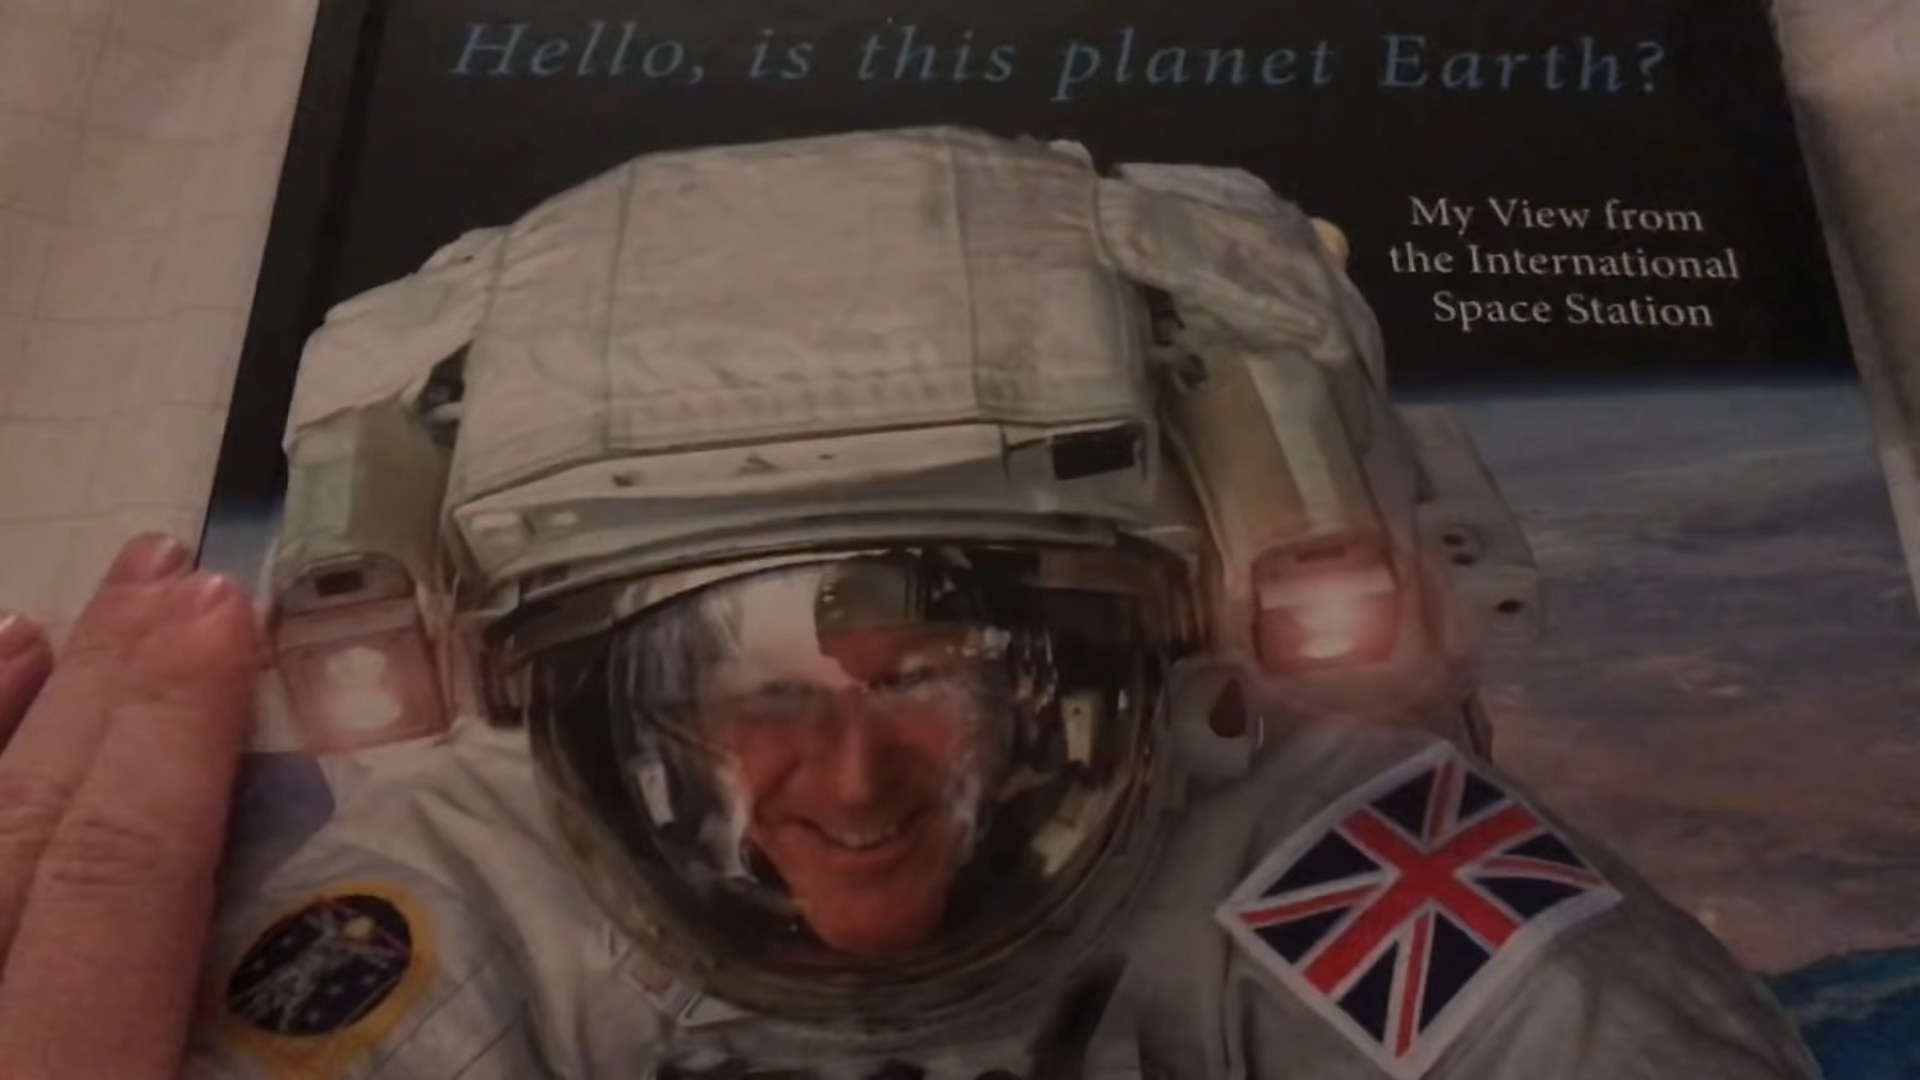 Hello, is this planet Earth?
My View from
the International
Space Station